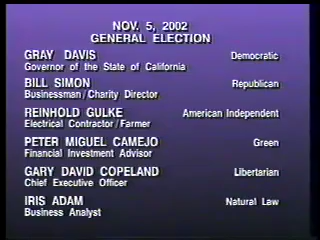 NOV. 5, 2002
GENERAL ELECTION
GRAY DAVIS Democratic
Governor of the State of California
BILL SIMON Republican
Businessman/Charity Director
REINHOLD GULKE American Independent
Electrical Contractor/Farmer
PETER MIGUEL CAMEJO Green
Financial Investment Advisor
GARY DAVID COPELAND Libertarian
Chief Executive Officer
IRIS ADAM Natural Law
Business Analyst